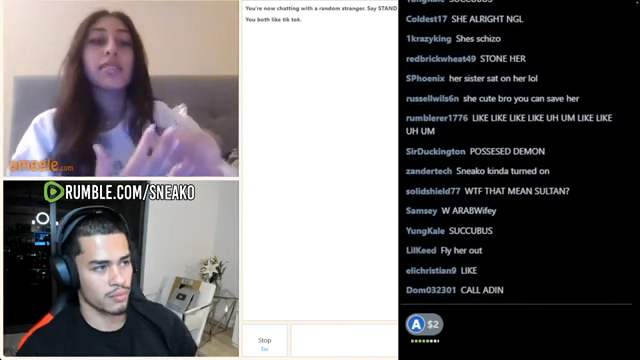 omegle.com
RUMBLE.COM/SNEAKO
You're now chatting with a random stranger. Say STAND
You both like tik tok.
Stop
Esc
YungKale SUCCUBUS
Coldest17 SHE ALRIGHT NGL
1krazyking Shes schizo
redbrickwheat49 STONE HER
SPhoenix her sister sat on her lol
russellwils6n she cute bro you can save her
rumblerer1776 LIKE LIKE LIKE LIKE UH UM LIKE LIKE
UH UM
SirDuckington POSSESED DEMON
zandertech Sneako kinda turned on
solidshield77 WTF THAT MEAN SULTAN?
Samsey W ARABWifey
YungKale SUCCUBUS
LilKeed Fly her out
elichristian9 LIKE
Dom032301 CALL ADIN
A $2